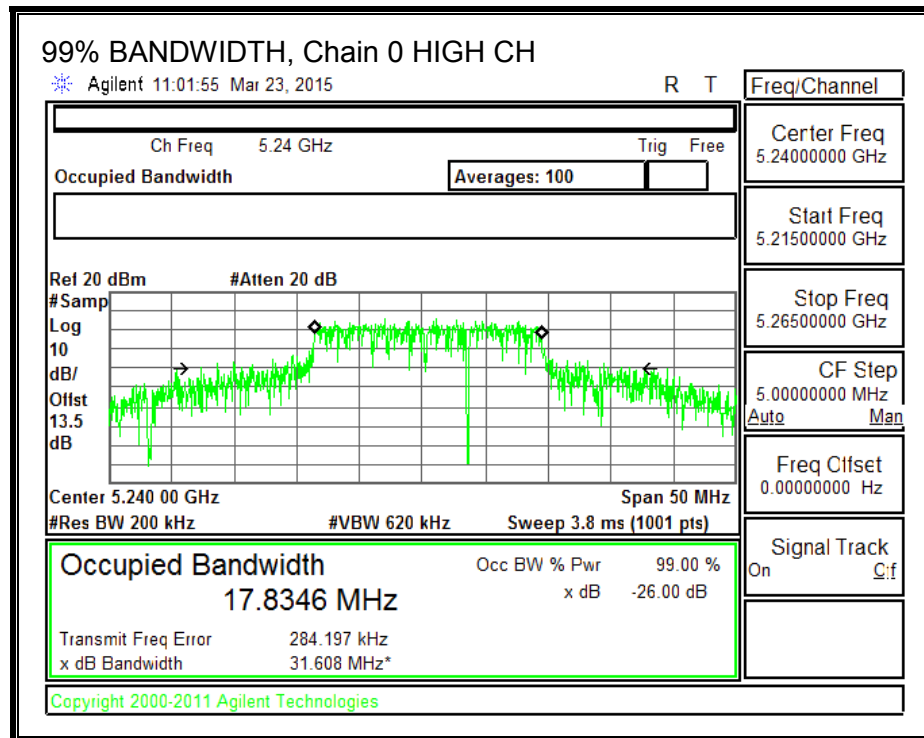 99% BANDWIDTH, Chain 0 HIGH CH
Agilent 11:01:55 Mar 23, 2015 R T
Freq/Channel
Ch Freq 5.24 GHz Trig Free
Occupied Bandwidth Averages: 100
Center Freq
5.24000000 GHz
Start Freq
5.21500000 GHz
Stop Freq
5.26500000 GHz
CF Step
5.00000000 MHz
Auto Man
Freq Offset
0.00000000 Hz
Signal Track
On Off
Ref 20 dBm #Atten 20 dB
#Samp
Log
10
dB/
Offst
13.5
dB
Center 5.240 00 GHz Span 50 MHz
#Res BW 200 kHz #VBW 620 kHz Sweep 3.8 ms (1001 pts)
Occupied Bandwidth
17.8346 MHz
Occ BW % Pwr 99.00 %
x dB -26.00 dB
Transmit Freq Error 284.197 kHz
x dB Bandwidth 31.608 MHz*
Copyright 2000-2011 Agilent Technologies